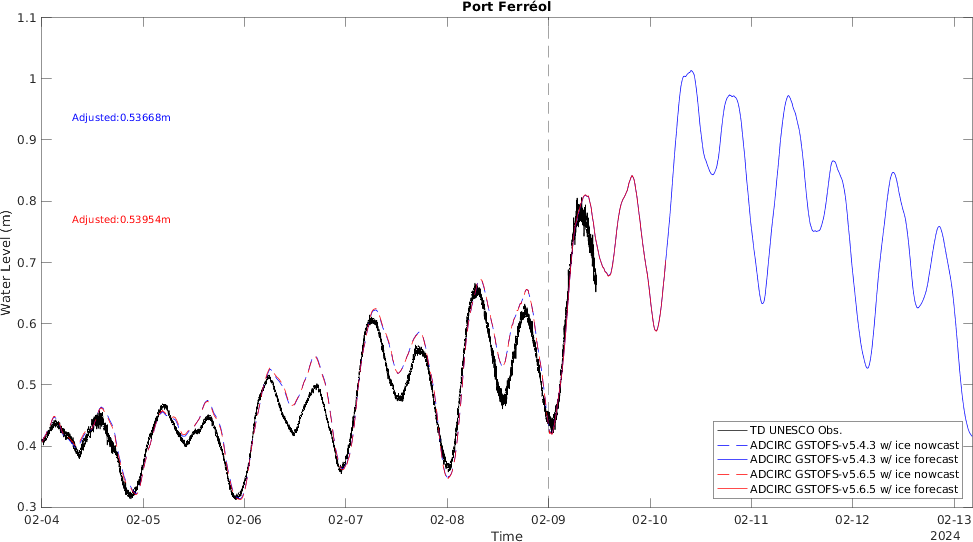 Port Ferréol
1.1
1
0.9
0.8
0.7
0.6
0.5
0.4
0.3
Water Level (m)
Adjusted:0.53668m
Adjusted:0.53954m
TD UNESCO Obs.
ADCIRC GSTOFS-v5.4.3 w/ ice nowcast
ADCIRC GSTOFS-v5.4.3 w/ ice forecast
ADCIRC GSTOFS-v5.6.5 w/ ice nowcast
ADCIRC GSTOFS-v5.6.5 w/ ice forecast
02-04 02-05 02-06 02-07 02-08 02-09 02-10 02-11 02-12 02-13
Time
2024